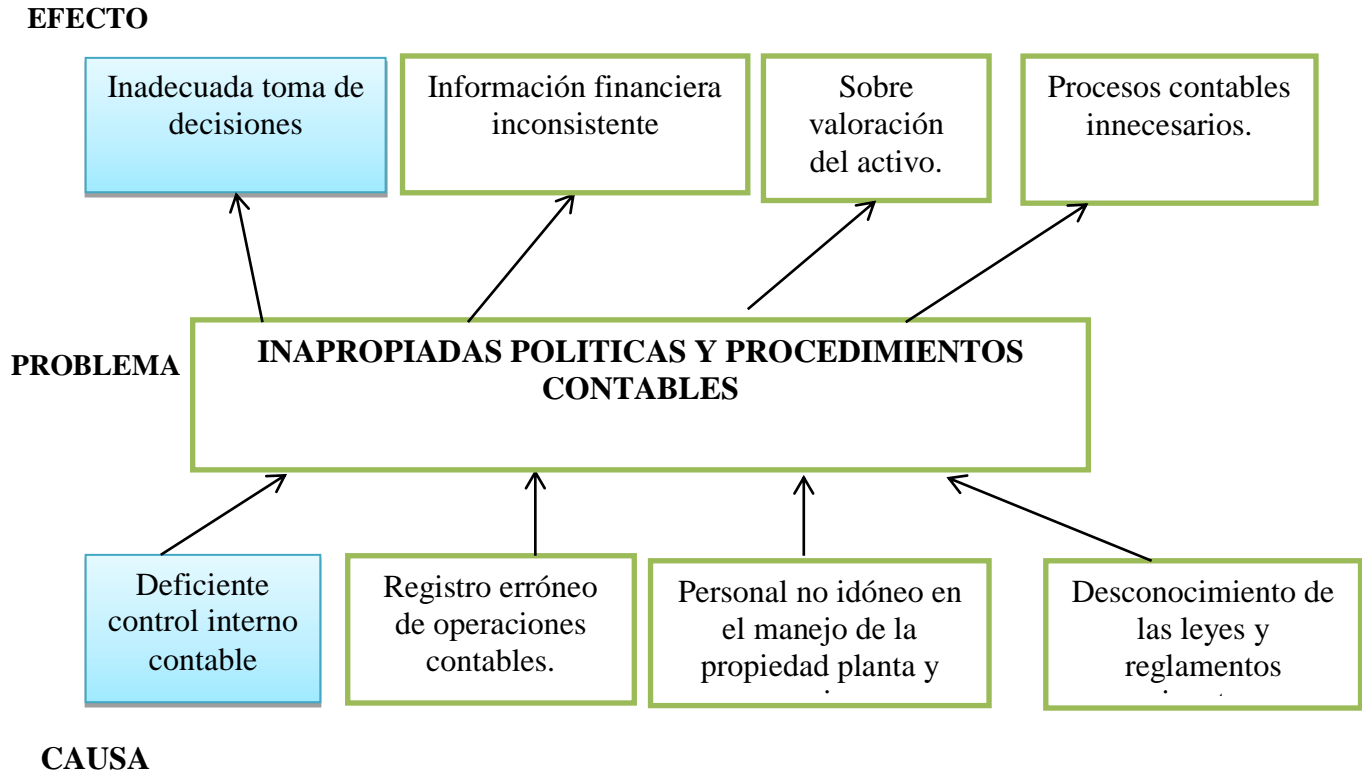 EFECTO
Inadecuada toma de
decisiones
Información financiera
inconsistente
Sobre
valoración
del activo.
Procesos contables
innecesarios.
PROBLEMA
INAPROPIADAS POLITICAS Y PROCEDIMIENTOS
CONTABLES
Deficiente
control interno
contable
Registro erróneo
de operaciones
contables.
Personal no idóneo en
el manejo de la
propiedad planta y
Desconocimiento de
las leyes y
reglamentos
CAUSA